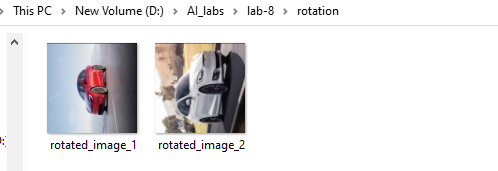 This PC > New Volume (D:) > AI_labs > lab-8 > rotation
rotated_image_1
rotated_image_2